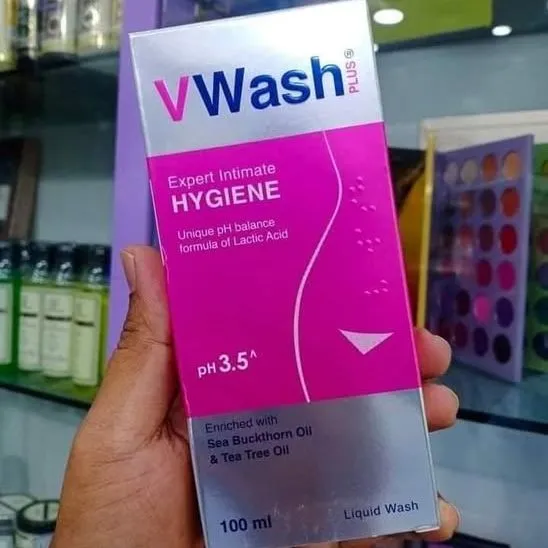 VWash PLUS®
Expert Intimate
HYGIENE
Unique pH balance
formula of Lactic Acid
pH 3.5^
Enriched with
Sea Buckthorn Oil
& Tea Tree Oil
100 ml
Liquid Wash